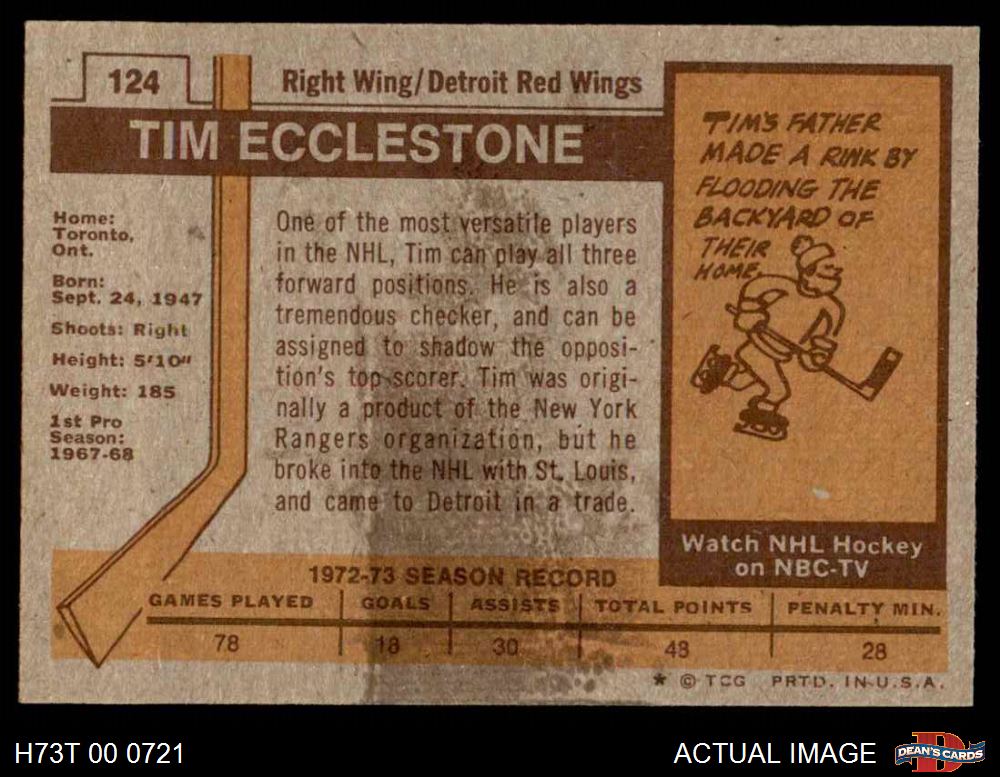 124
Right Wing/Detroit Red Wings
TIM ECCLESTONE
Home:
Toronto,
Ont.
Born:
Sept. 24, 1947
Shoots: Right
Height: 5'10"
Weight: 185
1st Pro
Season:
1967-68
One of the most versatile players
in the NHL, Tim can play all three
forward positions. He is also a
tremendous checker, and can be
assigned to shadow the opposi-
tion's top scorer. Tim was origi-
nally a product of the New York
Rangers organization, but he
broke into the NHL with St. Louis,
and came to Detroit in a trade.
TIM'S FATHER
MADE A RINK BY
FLOODING THE
BACKYARD OF
THEIR
HOME.
Watch NHL Hockey
on NBC-TV
1972-73 SEASON RECORD
GAMES PLAYED GOALS ASSISTS TOTAL POINTS PENALTY MIN.
78 18 30 48 28
* © TCG PRTD. IN U.S.A.
H73T 00 0721
ACTUAL IMAGE
D
DEAN'S CARDS